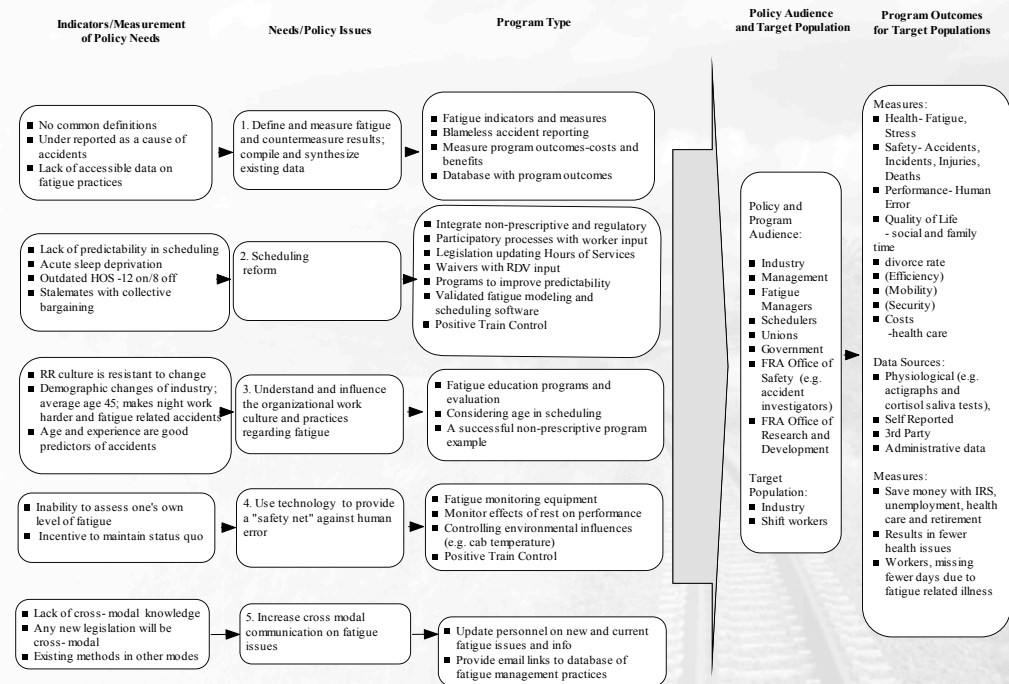 Indicators/Measurement
of Policy Needs
Needs/Policy Issues
Program Type
Policy Audience
and Target Population
Program Outcomes
for Target Populations
■ No common definitions
■ Under reported as a cause of
accidents
■ Lack of accessible data on
fatigue practices
1. Define and measure fatigue
and countermeasure results;
compile and synthesize
existing data
■ Fatigue indicators and measures
■ Blameless accident reporting
■ Measure program outcomes-costs and
benefits
■ Database with program outcomes
■ Lack of predictability in scheduling
■ Acute sleep deprivation
■ Outdated HOS -12 on/8 off
■ Stalemates with collective
bargaining
2. Scheduling
reform
■ Integrate non-prescriptive and regulatory
■ Participatory processes with worker input
■ Legislation updating Hours of Services
■ Waivers with RDV input
■ Programs to improve predictability
■ Validated fatigue modeling and
scheduling software
■ Positive Train Control
■ RR culture is resistant to change
■ Demographic changes of industry;
average age 45; makes night work
harder and fatigue related accidents
■ Age and experience are good
predictors of accidents
3. Understand and influence
the organizational work
culture and practices
regarding fatigue
■ Fatigue education programs and
evaluation
■ Considering age in scheduling
■ A successful non-prescriptive program
example
■ Inability to assess one's own
level of fatigue
■ Incentive to maintain status quo
4. Use technology to provide
a "safety net" against human
error
■ Fatigue monitoring equipment
■ Monitor effects of rest on performance
■ Controlling environmental influences
(e.g. cab temperature)
■ Positive Train Control
■ Lack of cross- modal knowledge
■ Any new legislation will be
cross- modal
■ Existing methods in other modes
5. Increase cross modal
communication on fatigue
issues
■ Update personnel on new and current
fatigue issues and info
■ Provide email links to database of
fatigue management practices
Policy and
Program
Audience:
■ Industry
■ Management
■ Fatigue
Managers
■ Schedulers
■ Unions
■ Government
■ FRA Office of
Safety (e.g.
accident
investigators)
■ FRA Office of
Research and
Development
Target
Population:
■ Industry
■ Shift workers
Measures:
■ Health- Fatigue,
Stress
■ Safety- Accidents,
Incidents, Injuries,
Deaths
■ Performance- Human
Error
■ Quality of Life
- social and family
time
■ divorce rate
■ (Efficiency)
■ (Mobility)
■ (Security)
■ Costs
-health care
Data Sources:
■ Physiological (e.g.
actigraphs and
cortisol saliva tests),
■ Self Reported
■ 3rd Party
■ Administrative data
Measures:
■ Save money with IRS,
unemployment, health
care and retirement
■ Results in fewer
health issues
■ Workers, missing
fewer days due to
fatigue related illness